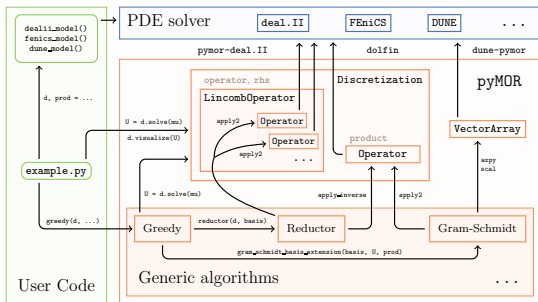 dealii_model()
fenics_model()
dune_model()
PDE solver
deal.II
FEniCS
DUNE
...
pymor-deal.II
dolfin
dune-pymor
d, prod = ...
operator, rhs
Discretization
pyMOR
LincombOperator
U = d.solve(mu)
d.visualize(U)
apply2
Operator
Operator
apply2
...
product
Operator
VectorArray
example.py
axpy
scal
U = d.solve(mu)
apply_inverse
apply2
greedy(d, ...)
Greedy
reductor(d, basis)
Reductor
Gram-Schmidt
gram_schmidt_basis_extension(basis, U, prod)
User Code
Generic algorithms
...